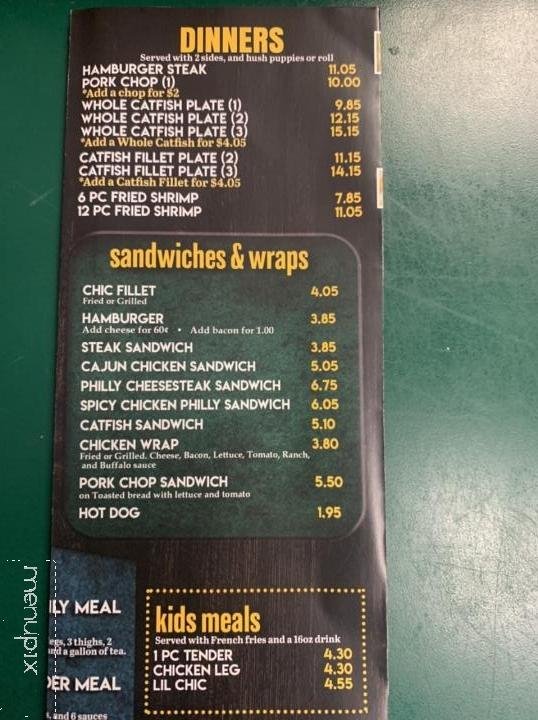 DINNERS
Served with 2 sides, and hush puppies or roll
HAMBURGER STEAK 11.05
PORK CHOP (1) 10.00
*Add a chop for $2
WHOLE CATFISH PLATE (1) 9.85
WHOLE CATFISH PLATE (2) 12.15
WHOLE CATFISH PLATE (3) 15.15
*Add a Whole Catfish for $4.05
CATFISH FILLET PLATE (2) 11.15
CATFISH FILLET PLATE (3) 14.15
*Add a Catfish Fillet for $4.05
6 PC FRIED SHRIMP 7.85
12 PC FRIED SHRIMP 11.05
sandwiches & wraps
CHIC FILLET 4.05
Fried or Grilled
HAMBURGER 3.85
Add cheese for 60¢ • Add bacon for 1.00
STEAK SANDWICH 3.85
CAJUN CHICKEN SANDWICH 5.05
PHILLY CHEESESTEAK SANDWICH 6.75
SPICY CHICKEN PHILLY SANDWICH 6.05
CATFISH SANDWICH 5.10
CHICKEN WRAP 3.80
Fried or Grilled. Cheese, Bacon, Lettuce, Tomato, Ranch,
and Buffalo sauce
PORK CHOP SANDWICH 5.50
on Toasted bread with lettuce and tomato
HOT DOG 1.95
MEAL
3 thighs, 2
a gallon of tea.
MEAL
and 6 sauces
kids meals
Served with French fries and a 16oz drink
1 PC TENDER 4.30
CHICKEN LEG 4.30
LIL CHIC 4.55
menupix